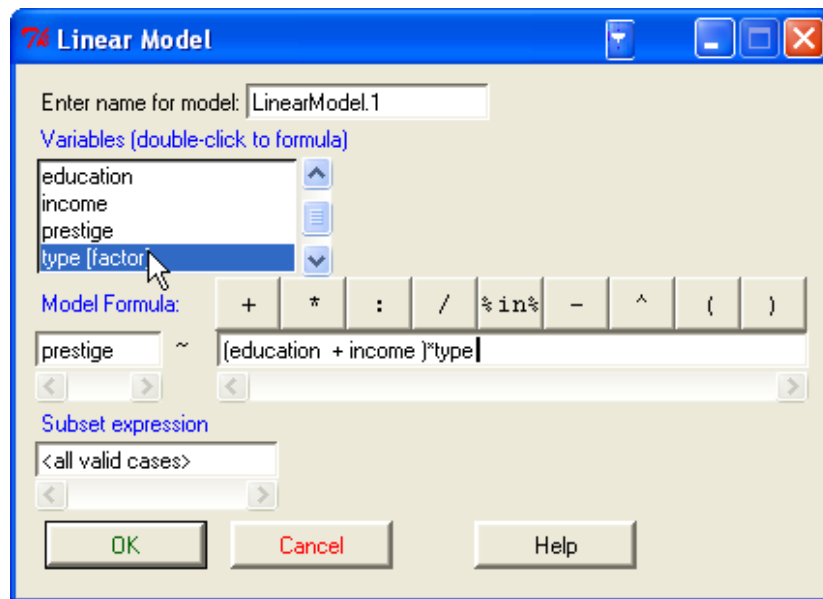 Linear Model
Enter name for model: LinearModel.1
Variables (double-click to formula)
education
income
prestige
type [factor]
Model Formula: + * : / %in% - ^ ( )
prestige ~ (education + income )*type
Subset expression
<all valid cases>
OK Cancel Help